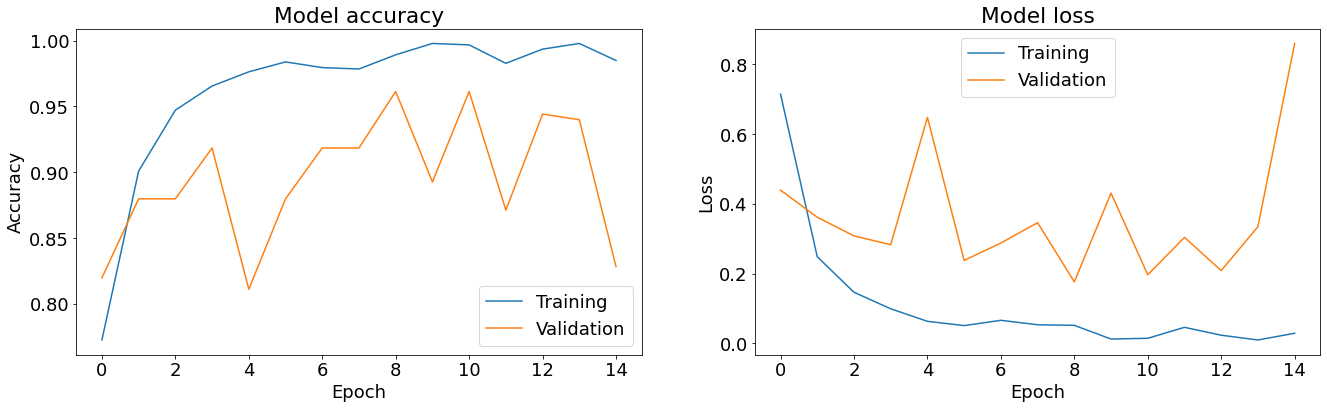 Model accuracy
1.00
0.95
0.90
0.85
0.80
Accuracy
Training
Validation
0 2 4 6 8 10 12 14
Epoch
Model loss
0.8
0.6
0.4
0.2
0.0
Loss
Training
Validation
0 2 4 6 8 10 12 14
Epoch